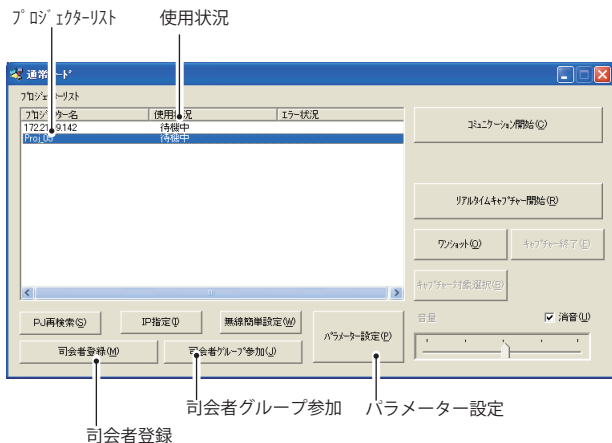 プロジェクターリスト 使用状況
通常モード
プロジェクターリスト
プロジェクター名 使用状況 エラー状況
172.21.69.142 待機中
Proj_03 待機中
コミュニケーション開始(C)
リアルタイムキャプチャー開始(R)
ワンショット(O) キャプチャー終了(E)
キャプチャー対象選択(B)
PJ再検索(S) IP指定(I) 無線簡単設定(W)
司会者登録(M) 司会者グループ参加(J)
パラメーター設定(P)
音量 消音(U)
司会者グループ参加 パラメーター設定
司会者登録